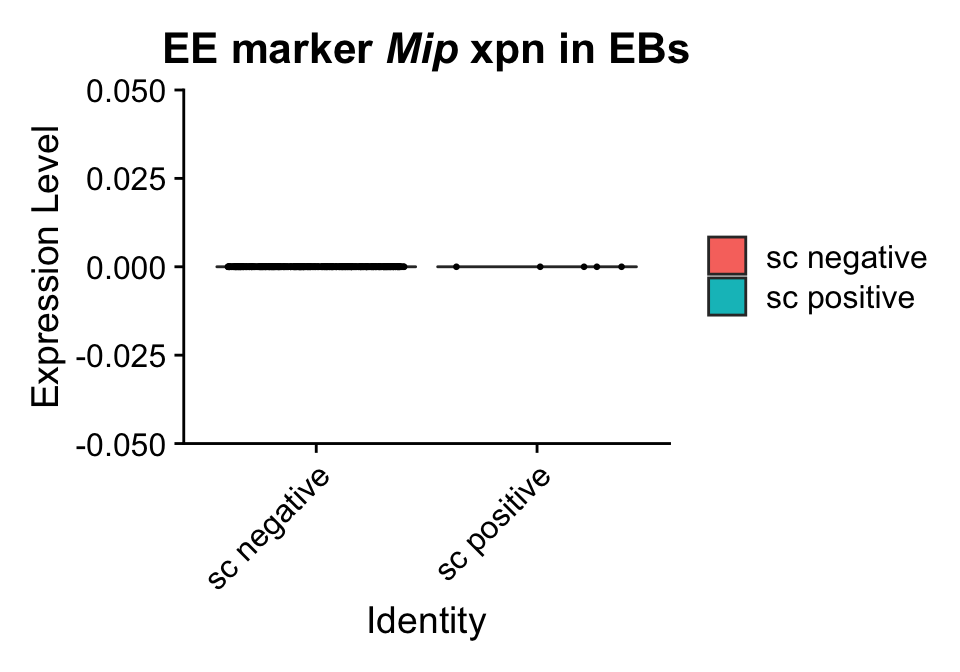 EE marker Mip xpn in EBs
Expression Level
0.050
0.025
0.000
-0.025
-0.050
sc negative
sc positive
Identity
sc negative
sc positive